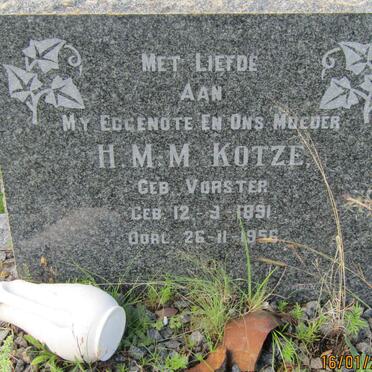 MET LIEFDE
AAN
MY EGGENOTE EN ONS MOEDER
H. M. M. KOTZE.
GEB. VORSTER
GEB. 12-3-1891
OORL. 26-11-1956
16/01/